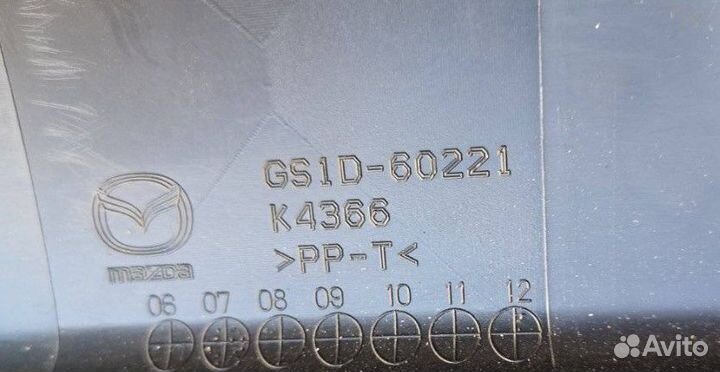 GS1D-60221
K4366
>PP-T<
mazda
06 07 08 09 10 11 12
Avito